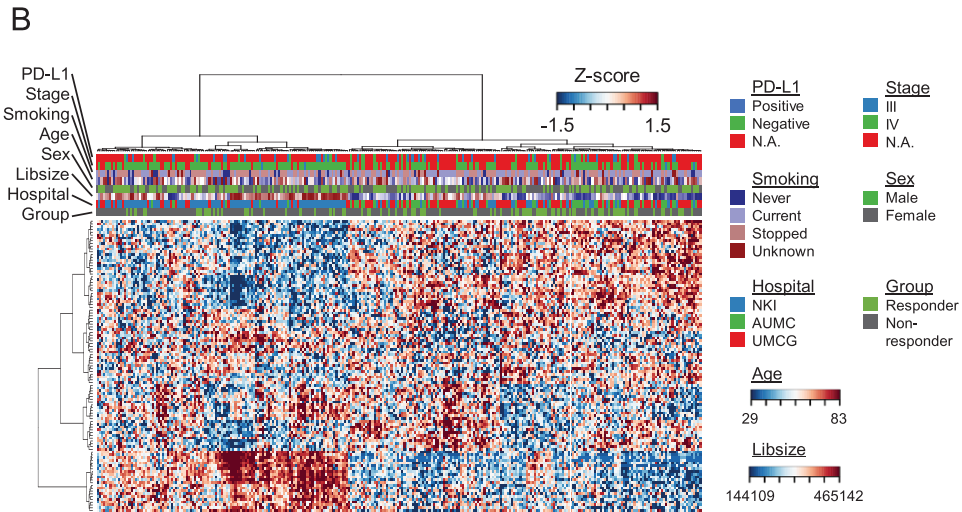 B
PD-L1
Stage
Smoking
Age
Sex
Libsize
Hospital
Group
Z-score
-1.5 1.5
PD-L1
Positive
Negative
N.A.
Stage
III
IV
N.A.
Smoking
Never
Current
Stopped
Unknown
Sex
Male
Female
Hospital
NKI
AUMC
UMCG
Group
Responder
Non-
responder
Age
29 83
Libsize
144109 465142